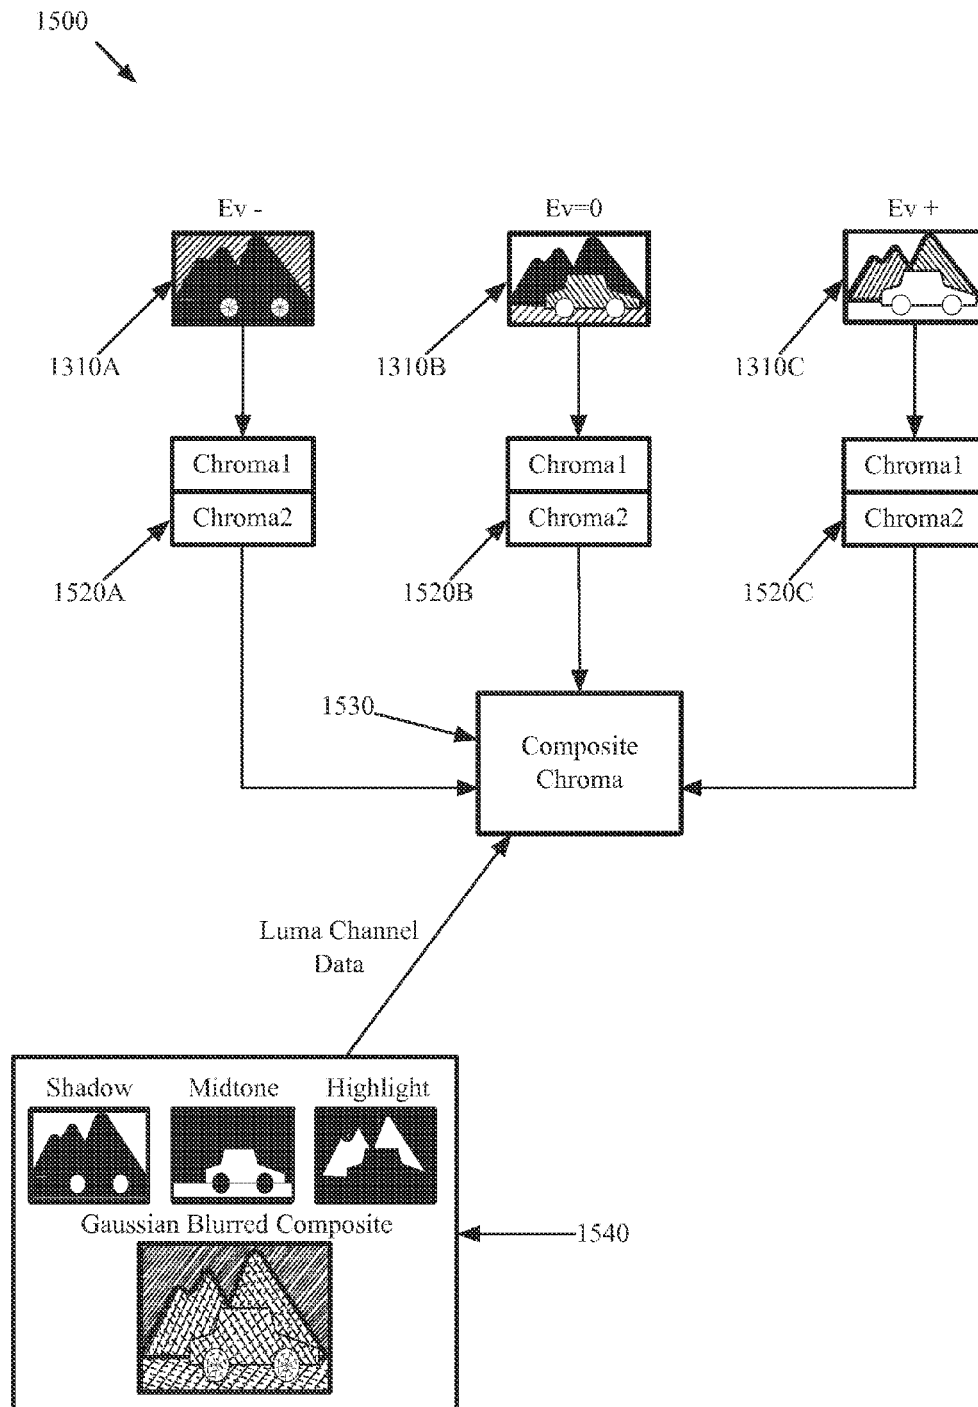 1500
Ev - Ev=0 Ev +
1310A 1310B 1310C
Chroma1 Chroma1 Chroma1
Chroma2 Chroma2 Chroma2
1520A 1520B 1520C
1530
Composite
Chroma
Luma Channel
Data
Shadow Midtone Highlight
Gaussian Blurred Composite
1540